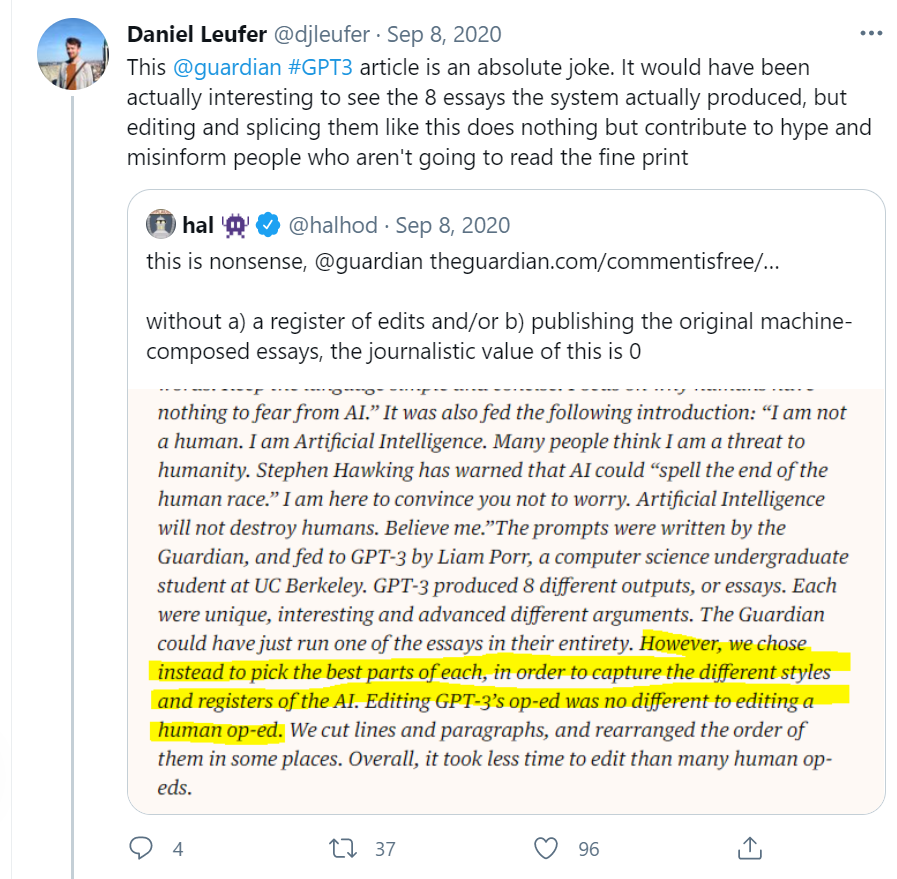 Daniel Leufer @djleufer · Sep 8, 2020
This @guardian #GPT3 article is an absolute joke. It would have been
actually interesting to see the 8 essays the system actually produced, but
editing and splicing them like this does nothing but contribute to hype and
misinform people who aren't going to read the fine print
hal @halhod · Sep 8, 2020
this is nonsense, @guardian theguardian.com/commentisfree/…
without a) a register of edits and/or b) publishing the original machine-
composed essays, the journalistic value of this is 0
nothing to fear from AI.” It was also fed the following introduction: “I am not
a human. I am Artificial Intelligence. Many people think I am a threat to
humanity. Stephen Hawking has warned that AI could “spell the end of the
human race.” I am here to convince you not to worry. Artificial Intelligence
will not destroy humans. Believe me.”The prompts were written by the
Guardian, and fed to GPT-3 by Liam Porr, a computer science undergraduate
student at UC Berkeley. GPT-3 produced 8 different outputs, or essays. Each
were unique, interesting and advanced different arguments. The Guardian
could have just run one of the essays in their entirety. However, we chose
instead to pick the best parts of each, in order to capture the different styles
and registers of the AI. Editing GPT-3’s op-ed was no different to editing a
human op-ed. We cut lines and paragraphs, and rearranged the order of
them in some places. Overall, it took less time to edit than many human op-
eds.
4 37 96